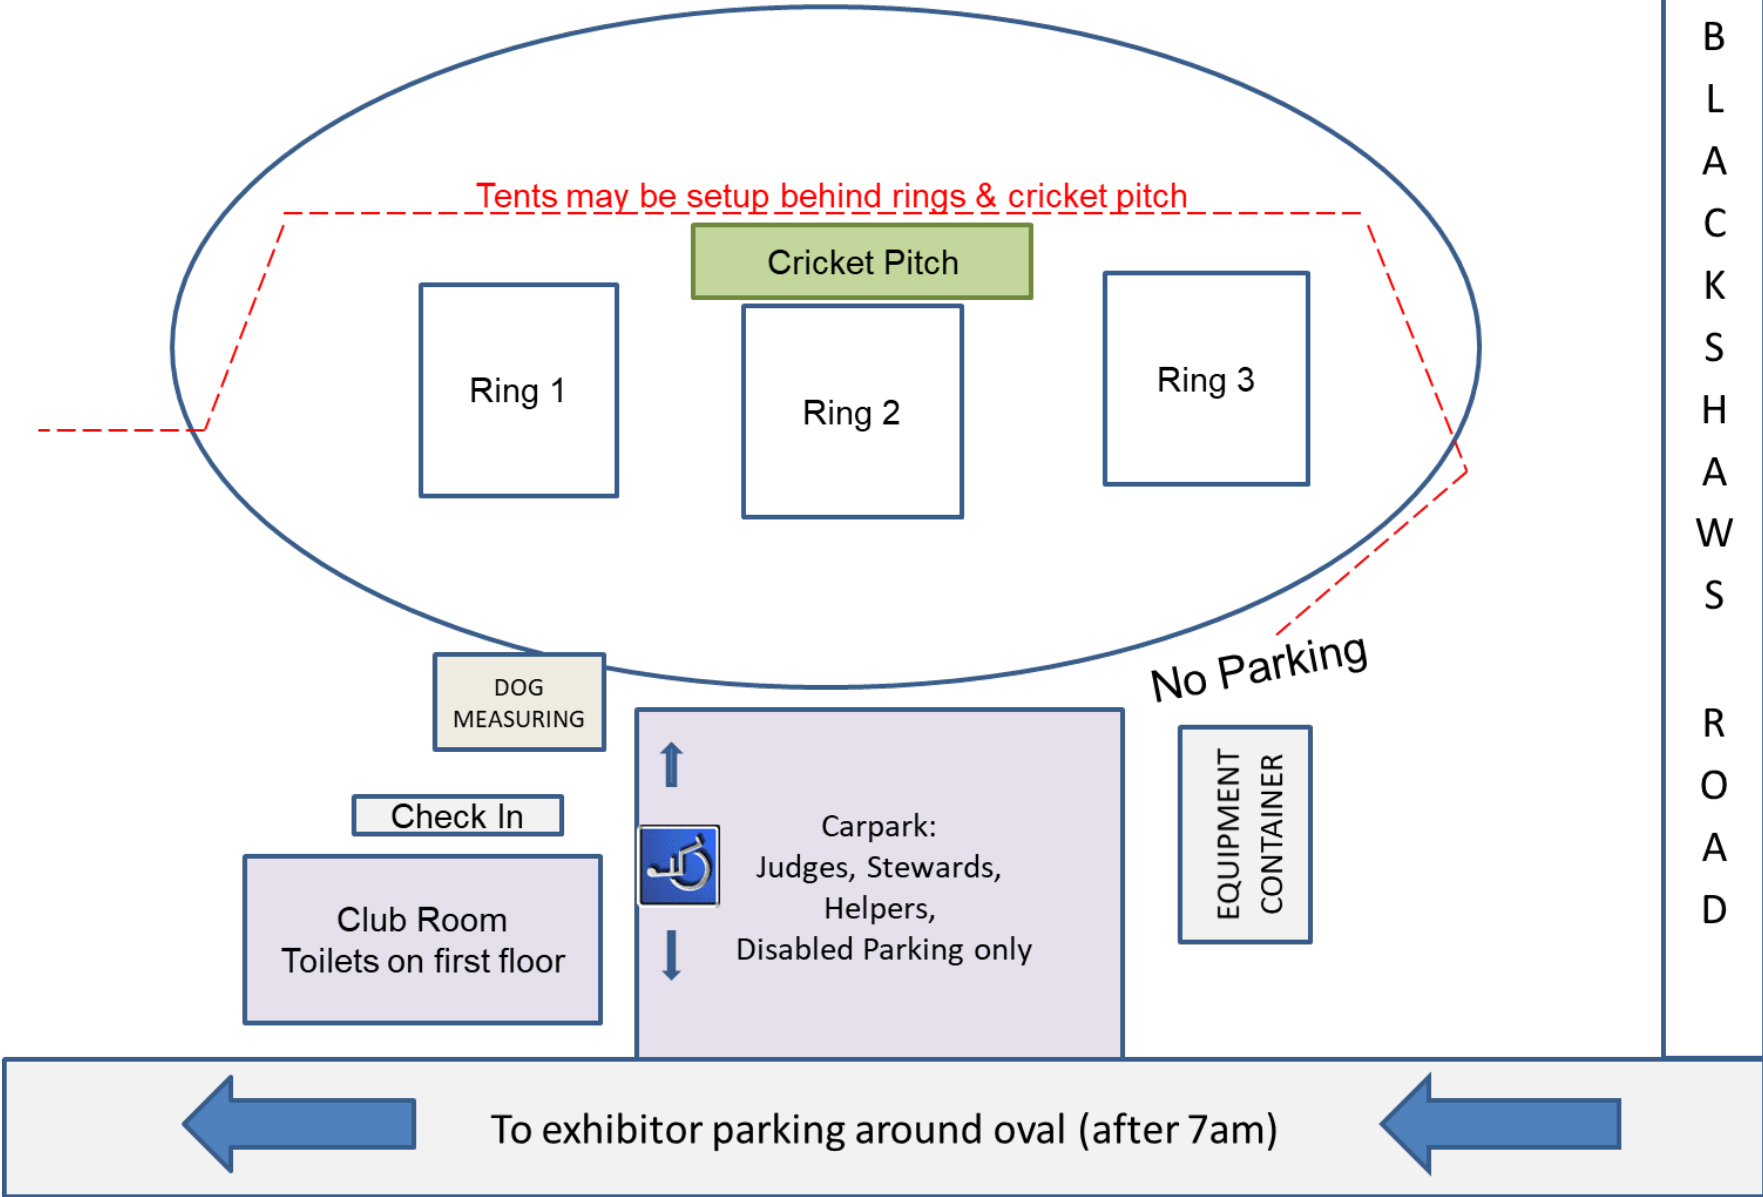 Tents may be setup behind rings & cricket pitch
Cricket Pitch
Ring 1
Ring 2
Ring 3
No Parking
DOG
MEASURING
Check In
Club Room
Toilets on first floor
Carpark:
Judges, Stewards,
Helpers,
Disabled Parking only
EQUIPMENT
CONTAINER
BLACKSHAWS ROAD
To exhibitor parking around oval (after 7am)